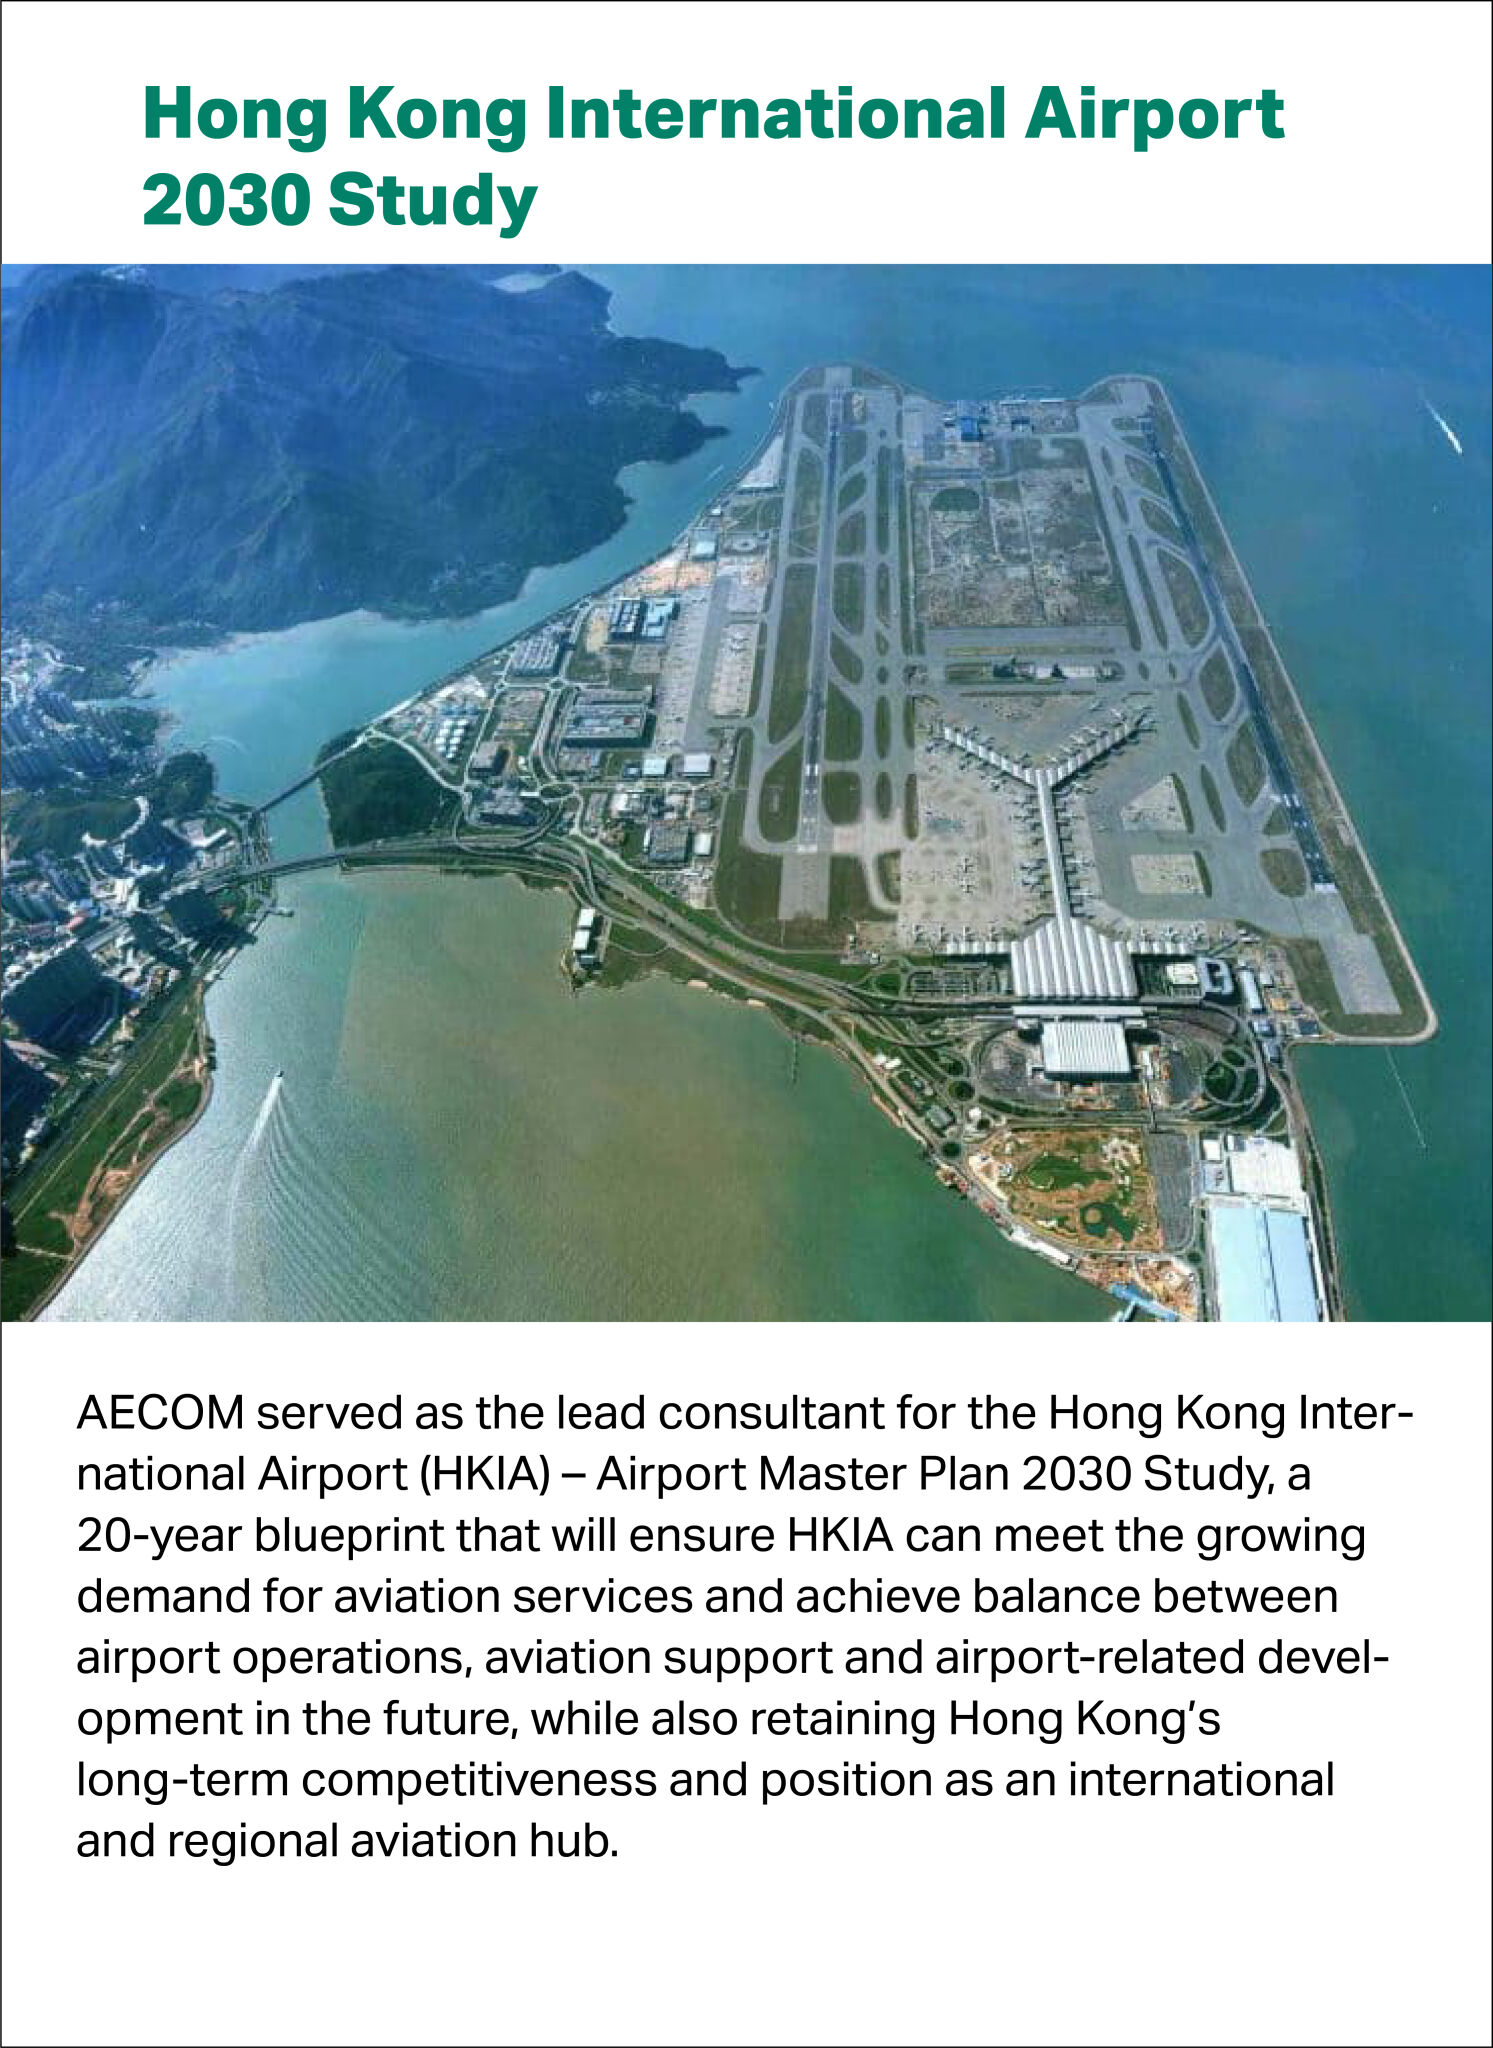 Hong Kong International Airport
2030 Study
AECOM served as the lead consultant for the Hong Kong Inter-
national Airport (HKIA) – Airport Master Plan 2030 Study, a
20-year blueprint that will ensure HKIA can meet the growing
demand for aviation services and achieve balance between
airport operations, aviation support and airport-related devel-
opment in the future, while also retaining Hong Kong’s
long-term competitiveness and position as an international
and regional aviation hub.